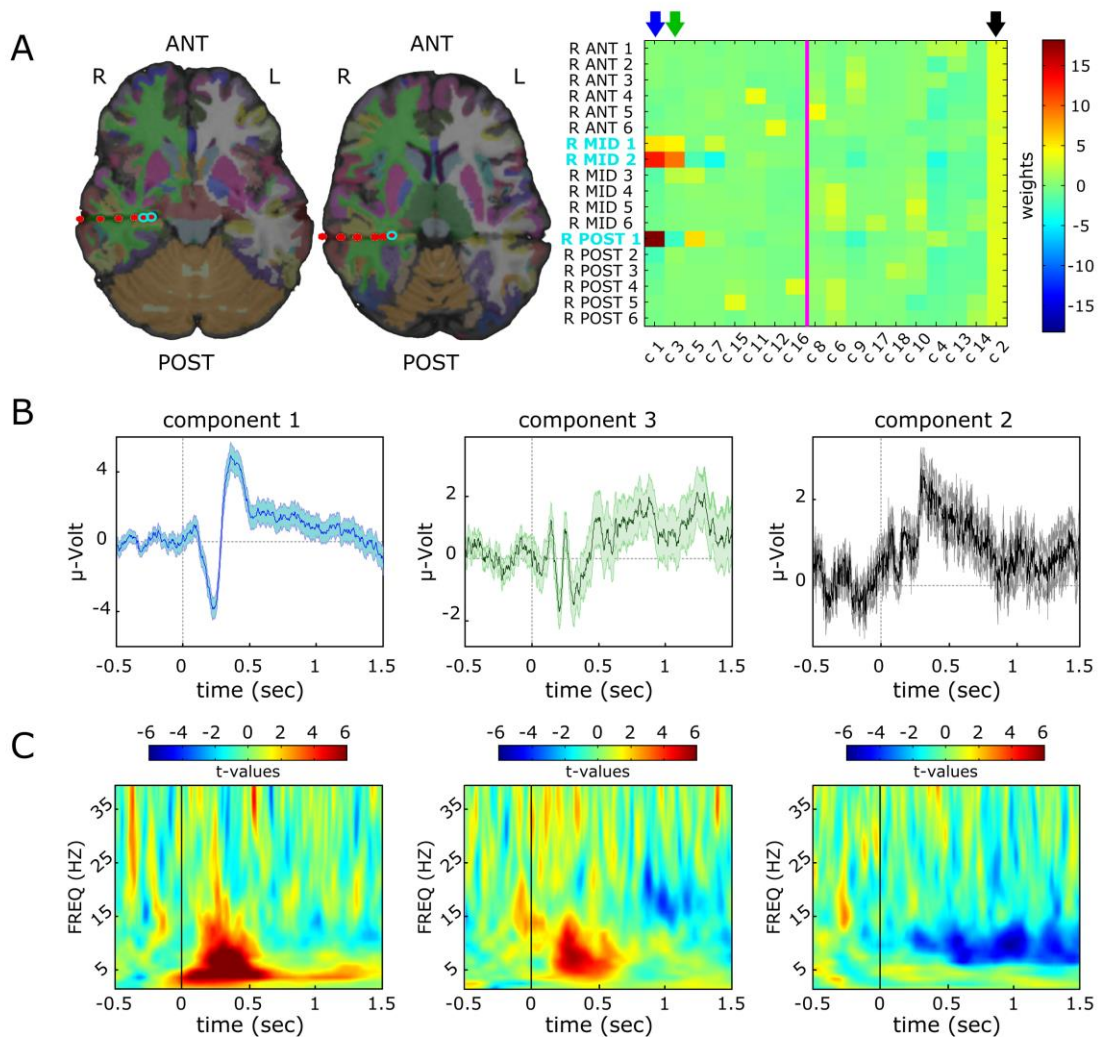 A
ANT
ANT
R
L
R
L
POST
POST
R ANT 1
R ANT 2
R ANT 3
R ANT 4
R ANT 5
R ANT 6
R MID 1
R MID 2
R MID 3
R MID 4
R MID 5
R MID 6
R POST 1
R POST 2
R POST 3
R POST 4
R POST 5
R POST 6
c 1
c 3
c 5
c 7
c 15
c 11
c 12
c 16
c 8
c 6
c 9
c 17
c 18
c 10
c 4
c 13
c 14
c 2
15
10
5
0
-5
-10
-15
weights
B
component 1
component 3
component 2
μ-Volt
4
0
-4
-0.5 0 0.5 1 1.5
time (sec)
μ-Volt
2
0
-2
-0.5 0 0.5 1 1.5
time (sec)
μ-Volt
2
0
-0.5 0 0.5 1 1.5
time (sec)
C
-6 -4 -2 0 2 4 6
t-values
-6 -4 -2 0 2 4 6
t-values
-6 -4 -2 0 2 4 6
t-values
FREQ (HZ)
35
25
15
5
-0.5 0 0.5 1 1.5
time (sec)
FREQ (HZ)
35
25
15
5
-0.5 0 0.5 1 1.5
time (sec)
FREQ (HZ)
35
25
15
5
-0.5 0 0.5 1 1.5
time (sec)